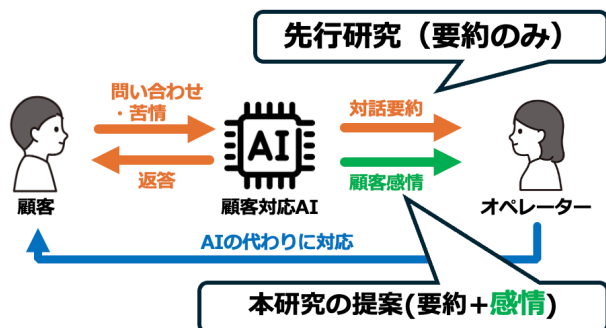 先行研究（要約のみ）
問い合わせ
・苦情
対話要約
AI
返答
顧客感情
顧客
顧客対応AI
オペレーター
AIの代わりに対応
本研究の提案(要約+感情)